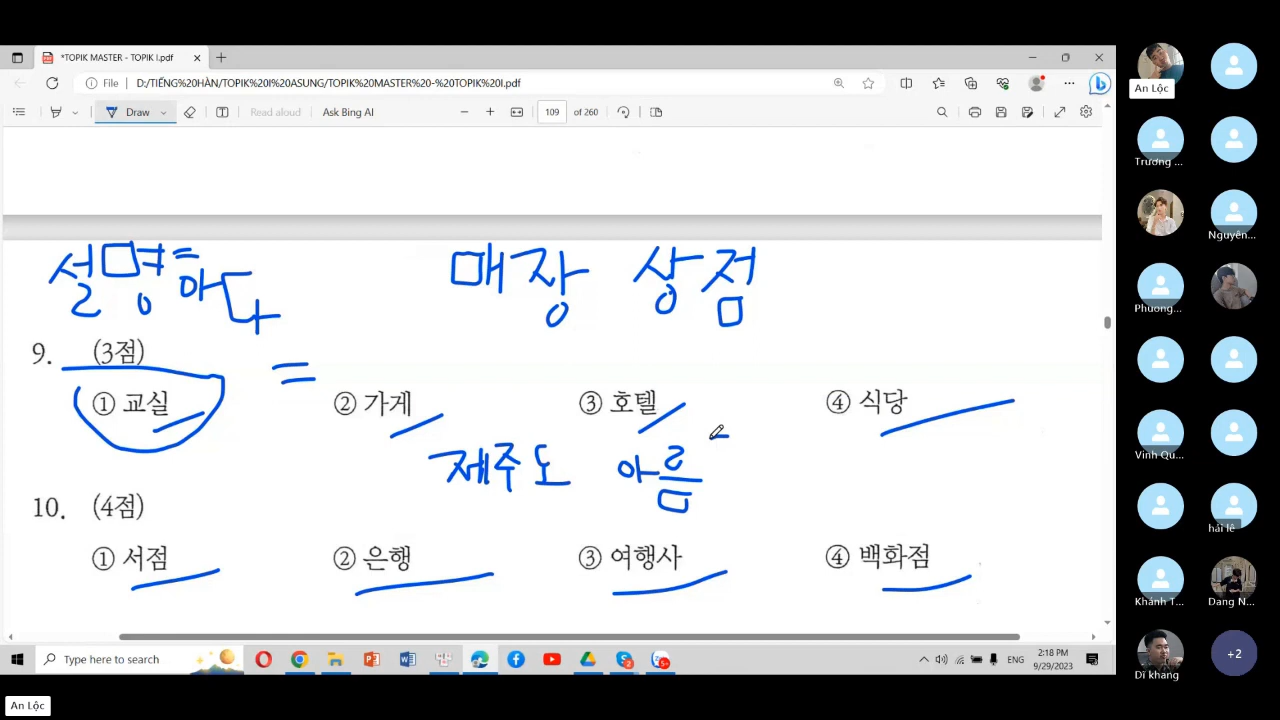 *TOPIK MASTER - TOPIK I.pdf
File D:/TIẾNG%20HÀN/TOPIK%20I%20ASUNG/TOPIK%20MASTER%20-%20TOPIK%20I.pdf
Draw Read aloud Ask Bing AI 109 of 260
설명하다 매장 상점
9. (3점)
① 교실 ② 가게 ③ 호텔 ④ 식당
제주도 아름
10. (4점)
① 서점 ② 은행 ③ 여행사 ④ 백화점
Type here to search
ENG 2:18 PM
9/29/2023
An Lộc
An Lộc
Trương ...
Nguyên...
Phuong...
Vinh Qu...
hải lê
Khánh T...
Dang N...
Dĩ khang
+2